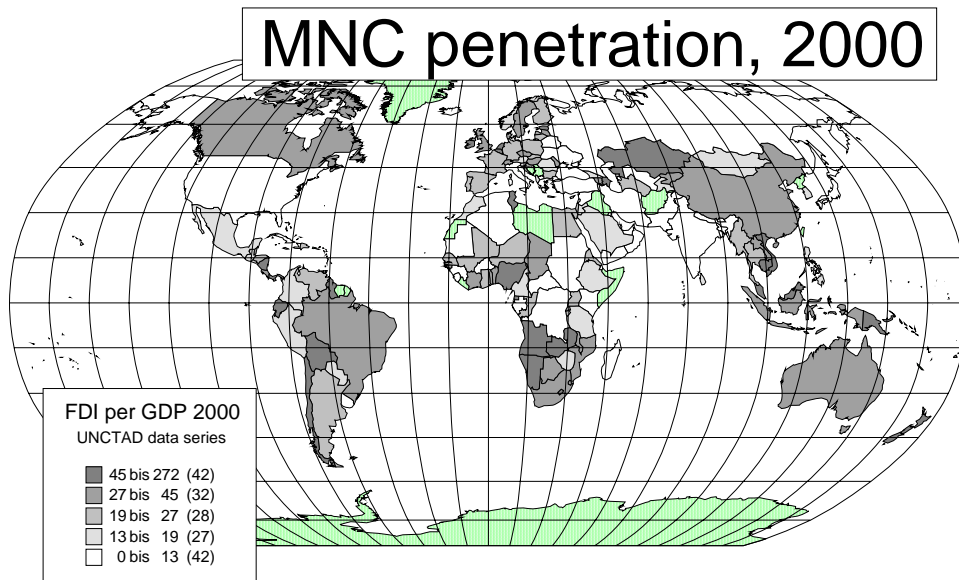 MNC penetration, 2000
FDI per GDP 2000
UNCTAD data series
45 bis 272 (42)
27 bis 45 (32)
19 bis 27 (28)
13 bis 19 (27)
0 bis 13 (42)